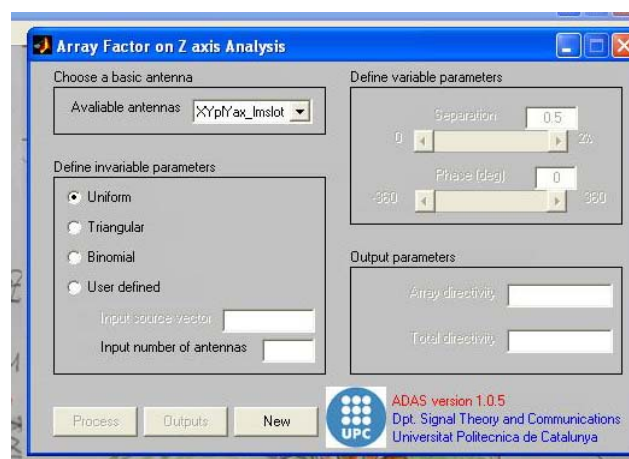 Array Factor on Z axis Analysis
Choose a basic antenna
Avaliable antennas
XYplYax_lmslot
Define invariable parameters
Uniform
Triangular
Binomial
User defined
Input source vector
Input number of antennas
Process
Outputs
New
Define variable parameters
Separation
0.5
0
Phase (deg)
0
-360
360
Output parameters
Array directivity
Total directivity
UPC
ADAS version 1.0.5
Dpt. Signal Theory and Communications
Universitat Politecnica de Catalunya